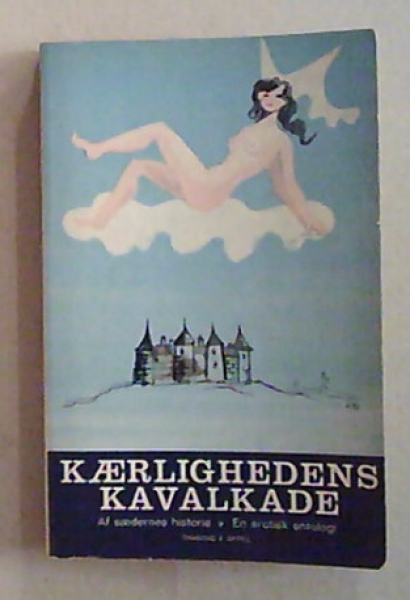 KÆRLIGHEDENS
KAVALKADE
Af sædernes historie • En erotisk antologi